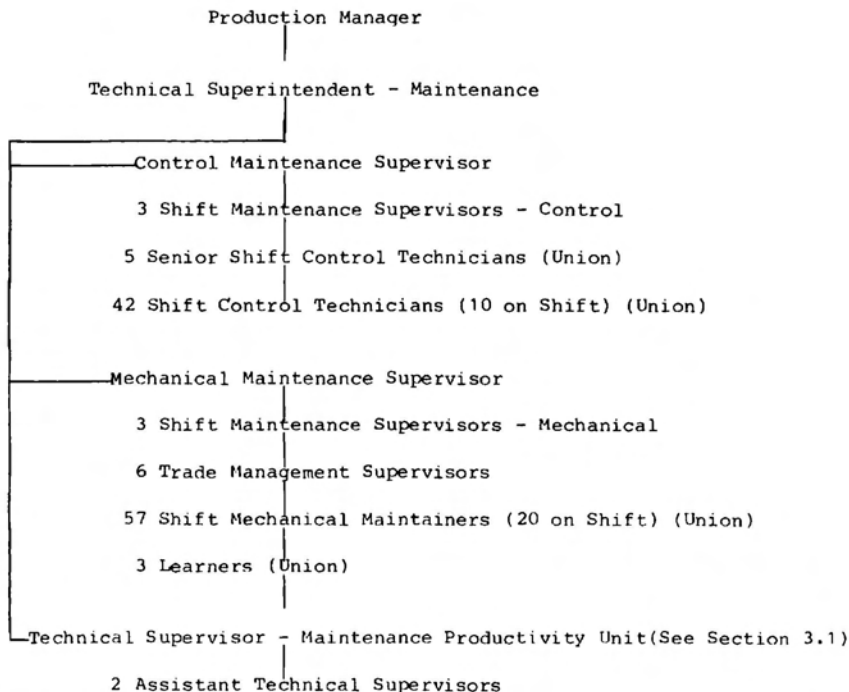 Production Manager
Technical Superintendent - Maintenance
Control Maintenance Supervisor
3 Shift Maintenance Supervisors - Control
5 Senior Shift Control Technicians (Union)
42 Shift Control Technicians (10 on Shift) (Union)
Mechanical Maintenance Supervisor
3 Shift Maintenance Supervisors - Mechanical
6 Trade Management Supervisors
57 Shift Mechanical Maintainers (20 on Shift) (Union)
3 Learners (Union)
Technical Supervisor - Maintenance Productivity Unit(See Section 3.1)
2 Assistant Technical Supervisors